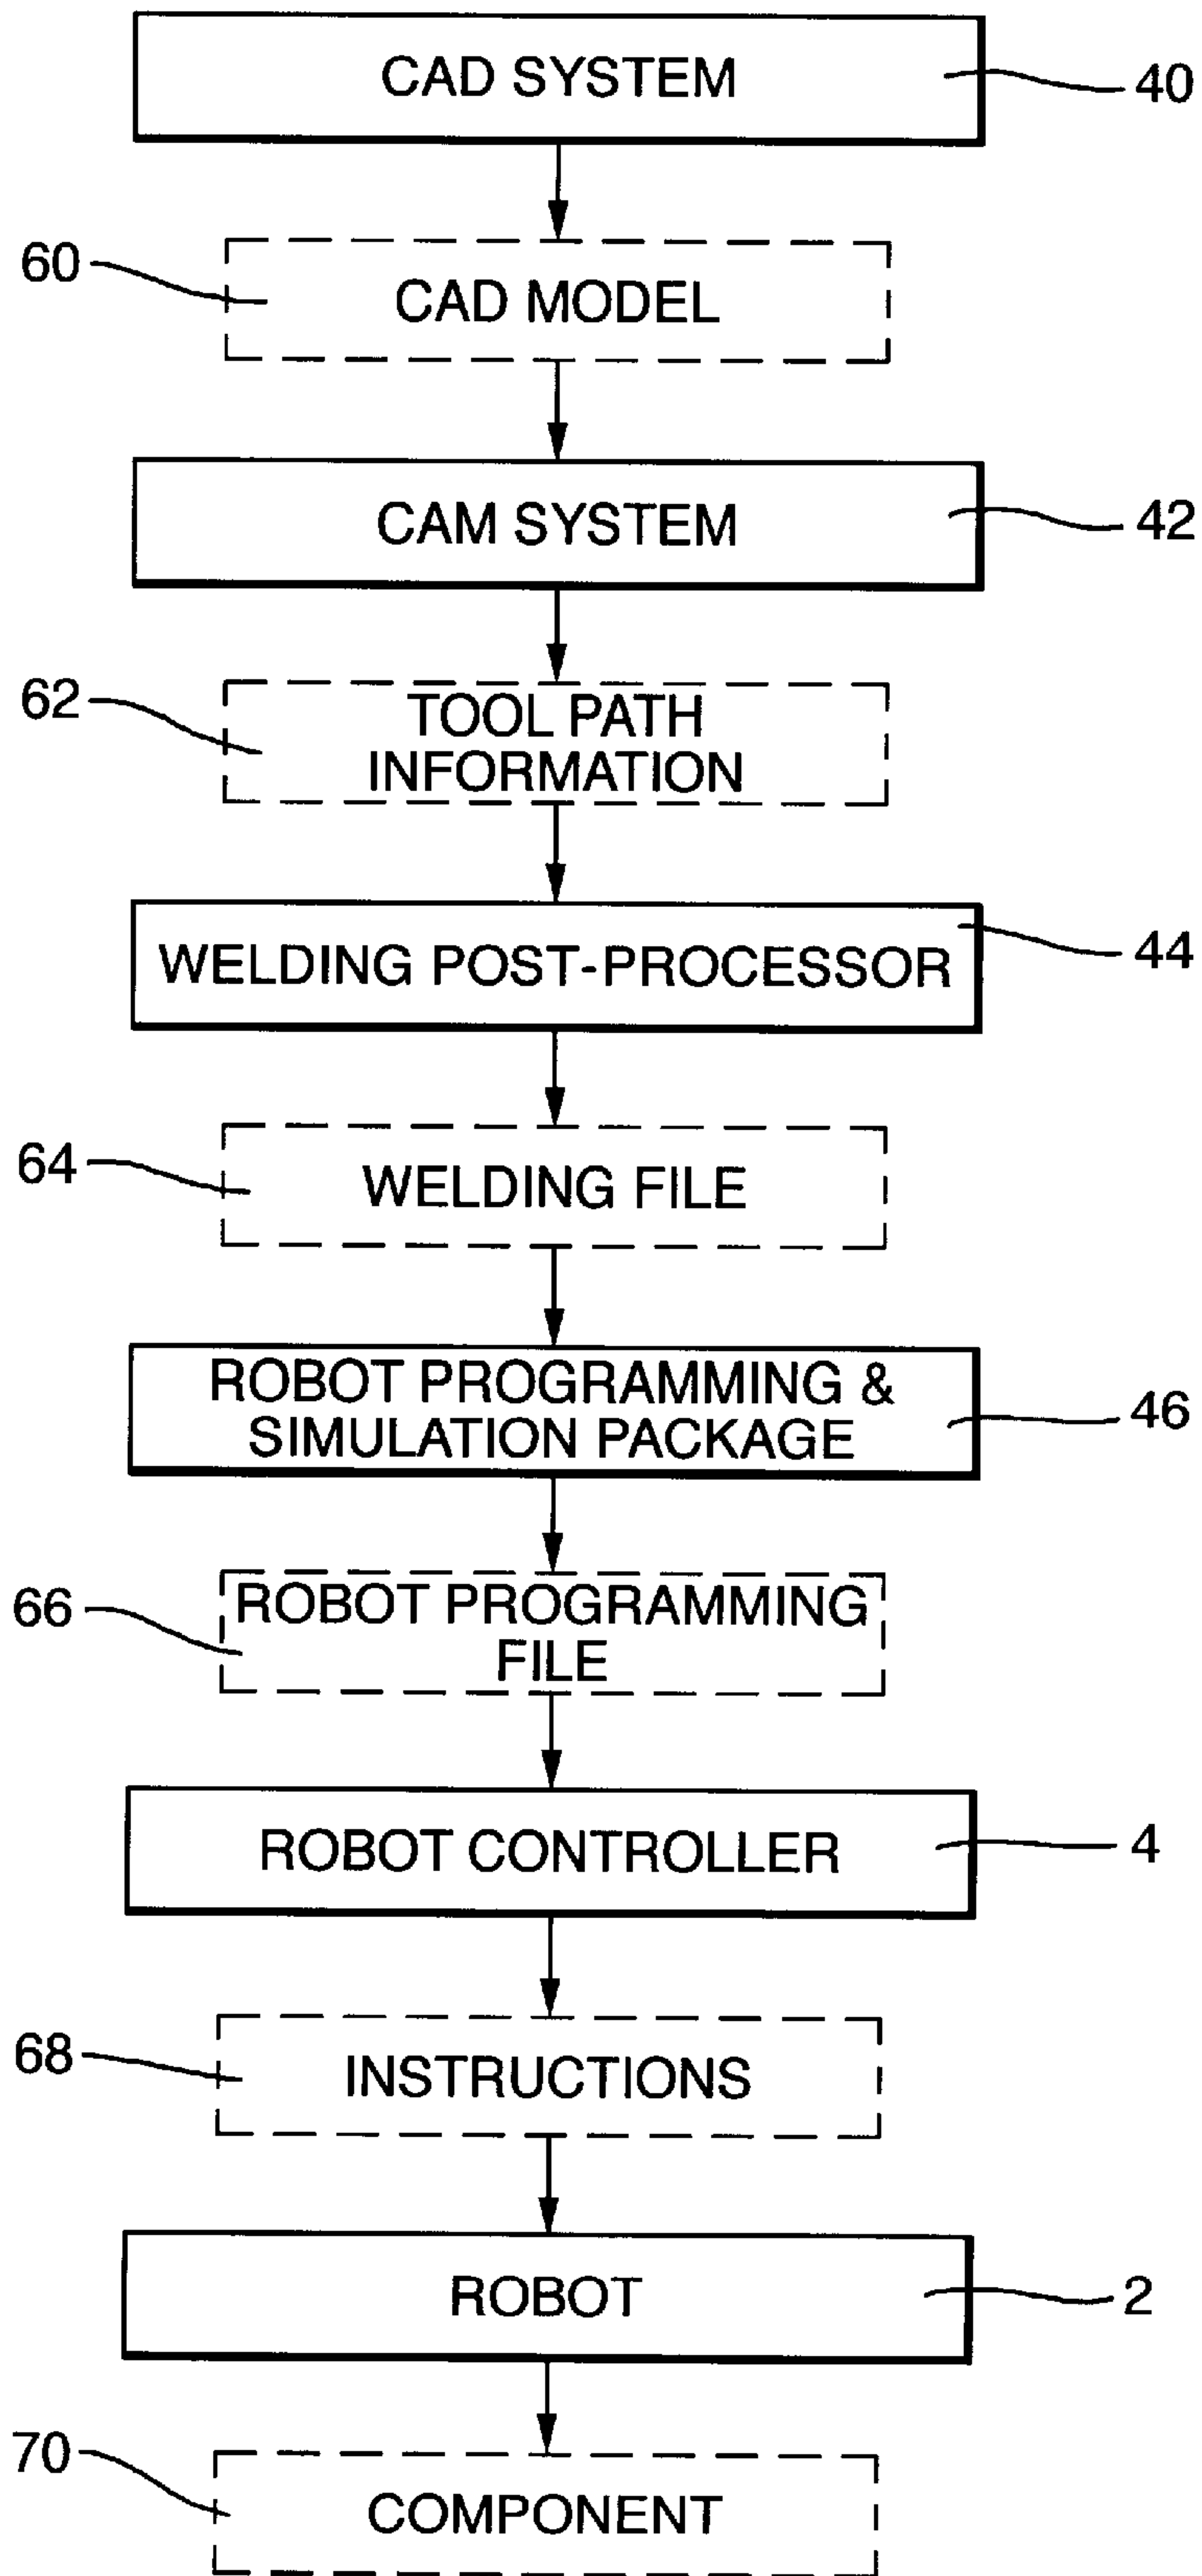 CAD SYSTEM
40
60
CAD MODEL
CAM SYSTEM
42
62
TOOL PATH
INFORMATION
WELDING POST-PROCESSOR
44
64
WELDING FILE
ROBOT PROGRAMMING &
SIMULATION PACKAGE
46
66
ROBOT PROGRAMMING
FILE
ROBOT CONTROLLER
4
68
INSTRUCTIONS
ROBOT
2
70
COMPONENT